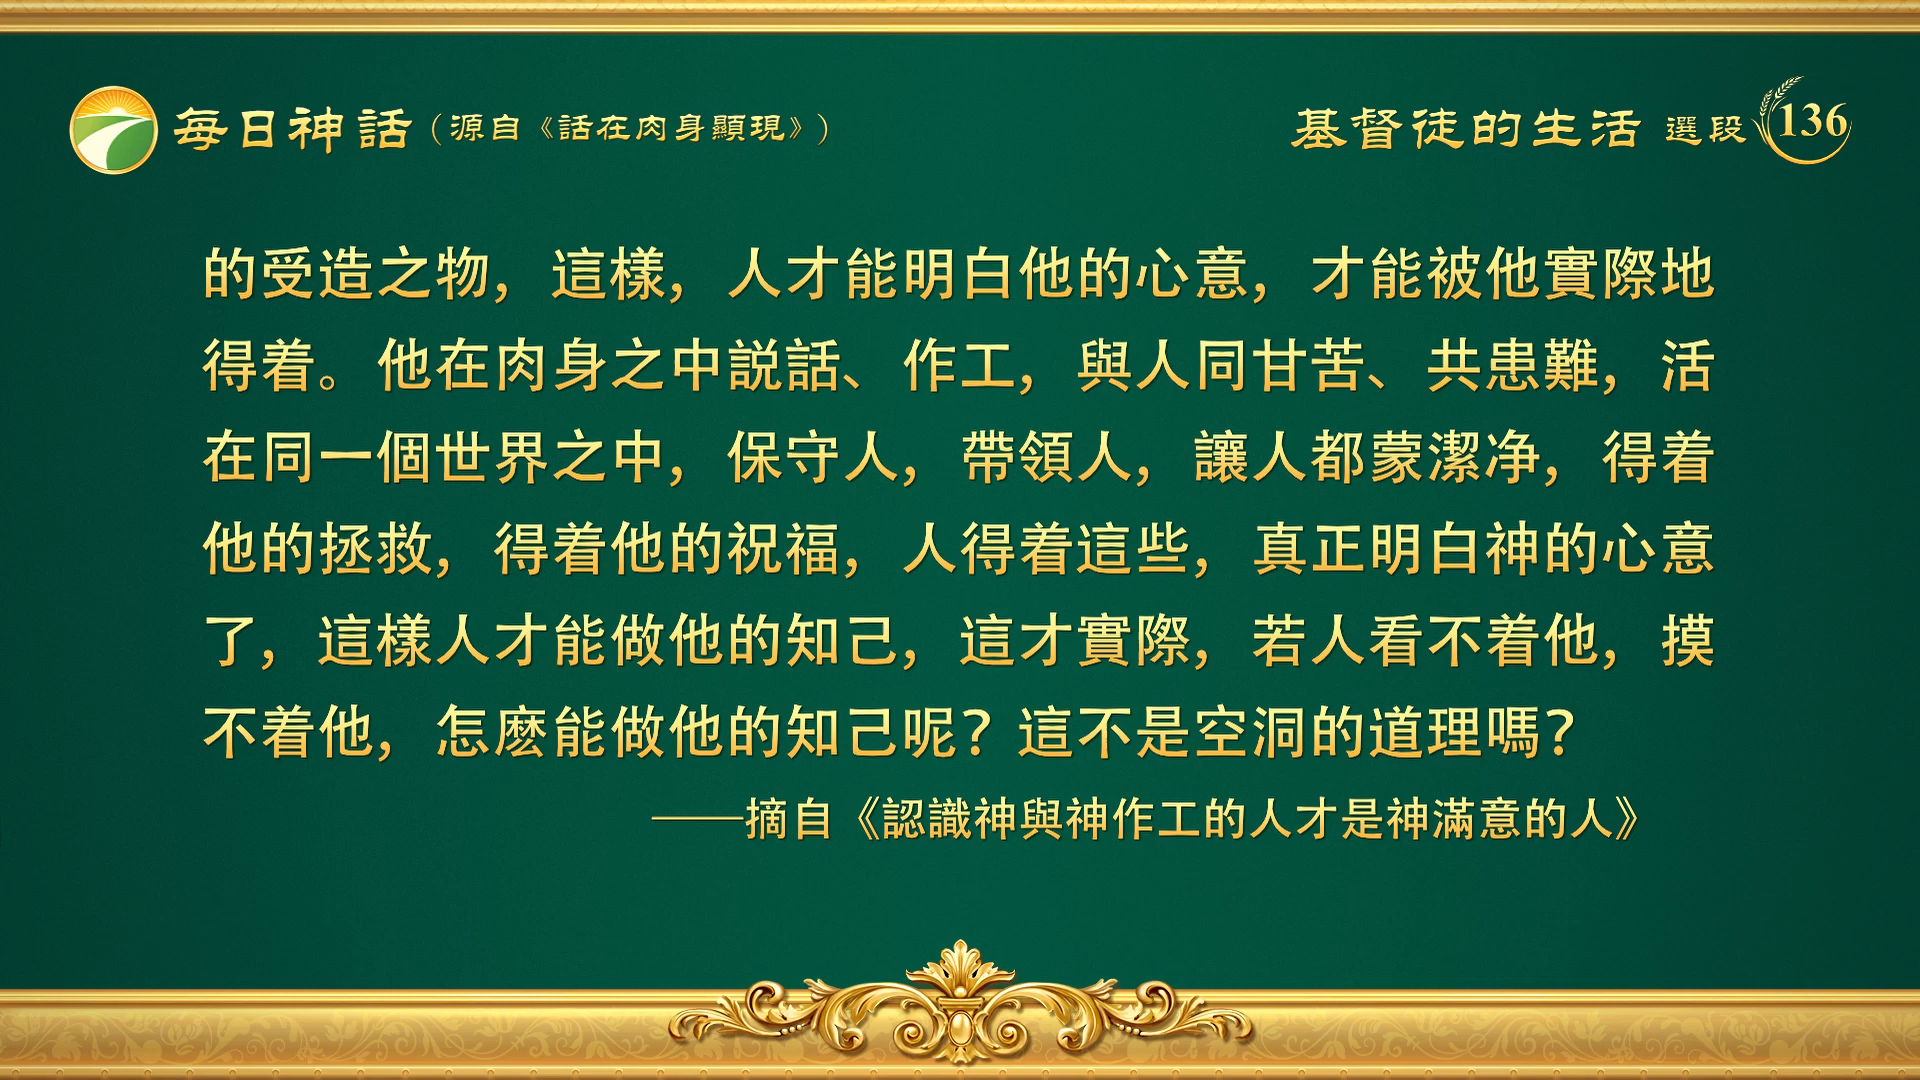 每日神話（源自《話在肉身顯現》）
基督徒的生活 選段 136
的受造之物，這樣，人才能明白他的心意，才能被他實際地
得着。他在肉身之中説話、作工，與人同甘苦、共患難，活
在同一個世界之中，保守人，帶領人，讓人都蒙潔净，得着
他的拯救，得着他的祝福，人得着這些，真正明白神的心意
了，這樣人才能做他的知己，這才實際，若人看不着他，摸
不着他，怎麽能做他的知己呢？這不是空洞的道理嗎？
——摘自《認識神與神作工的人才是神滿意的人》